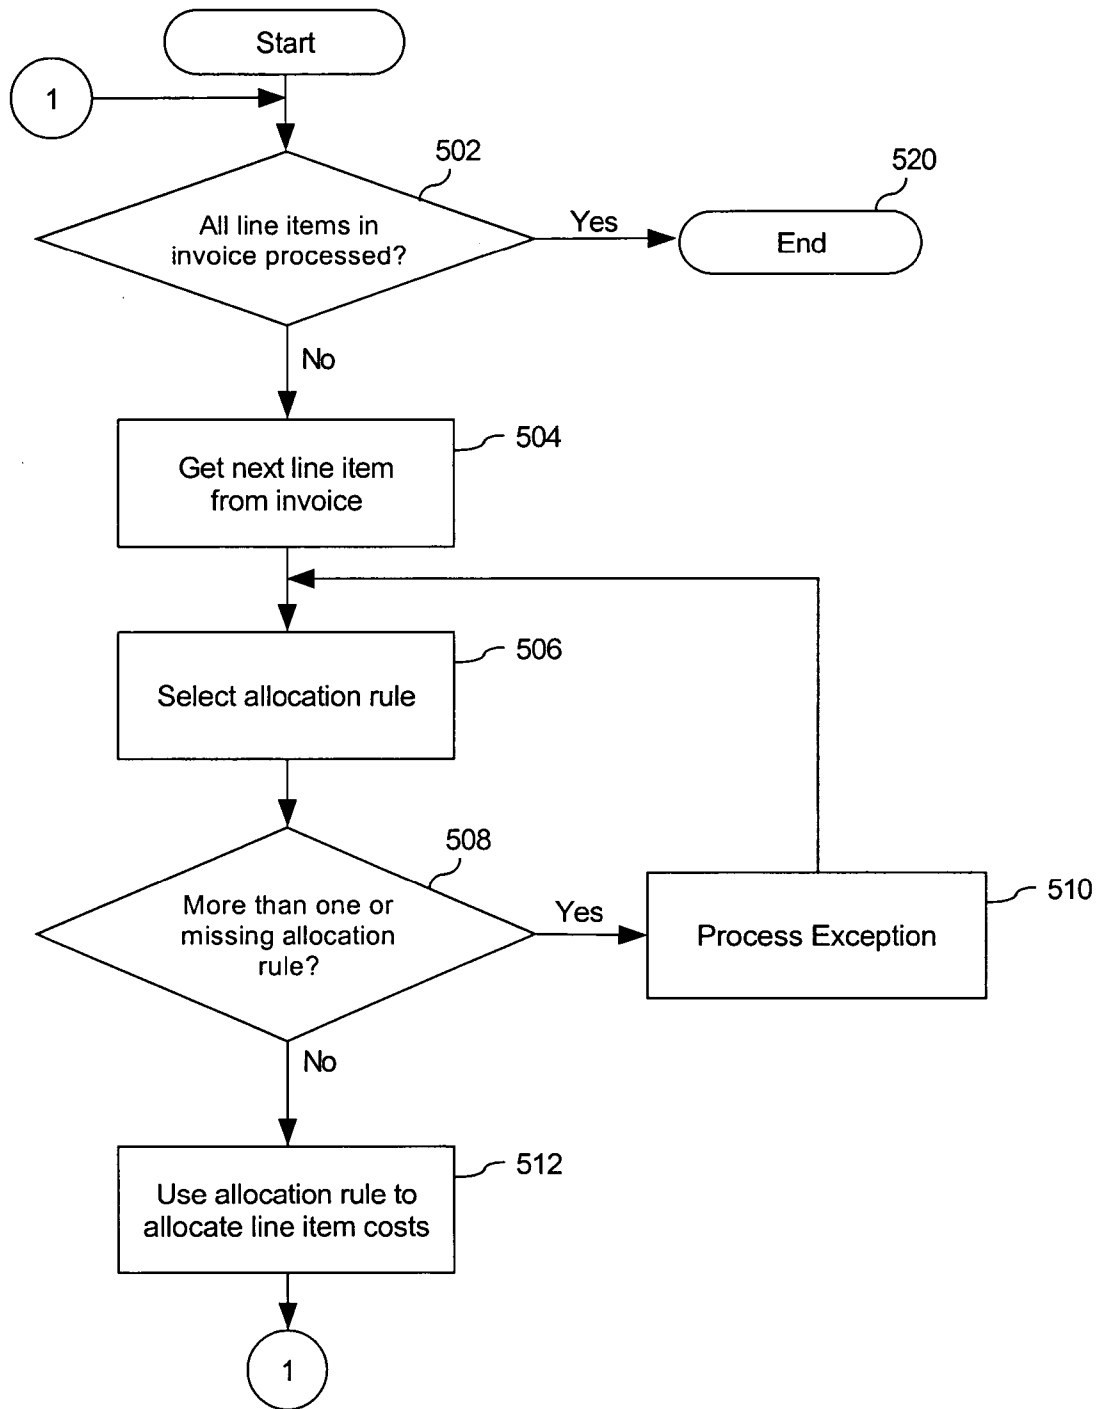 Start
1
502
All line items in
invoice processed?
Yes
520
End
No
504
Get next line item
from invoice
506
Select allocation rule
508
More than one or
missing allocation
rule?
Yes
510
Process Exception
No
512
Use allocation rule to
allocate line item costs
1